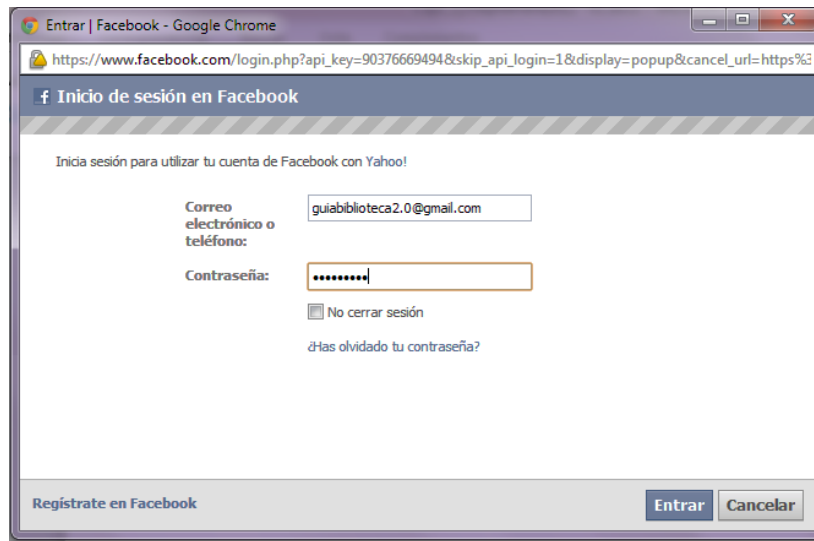 Entrar | Facebook - Google Chrome
https://www.facebook.com/login.php?api_key=90376669494&skip_api_login=1&display=popup&cancel_url=https%3
f Inicio de sesión en Facebook
Inicia sesión para utilizar tu cuenta de Facebook con Yahoo!
Correo
electrónico o
teléfono:
guiabiblioteca2.0@gmail.com
Contraseña:
•••••••••
No cerrar sesión
¿Has olvidado tu contraseña?
Regístrate en Facebook
Entrar
Cancelar